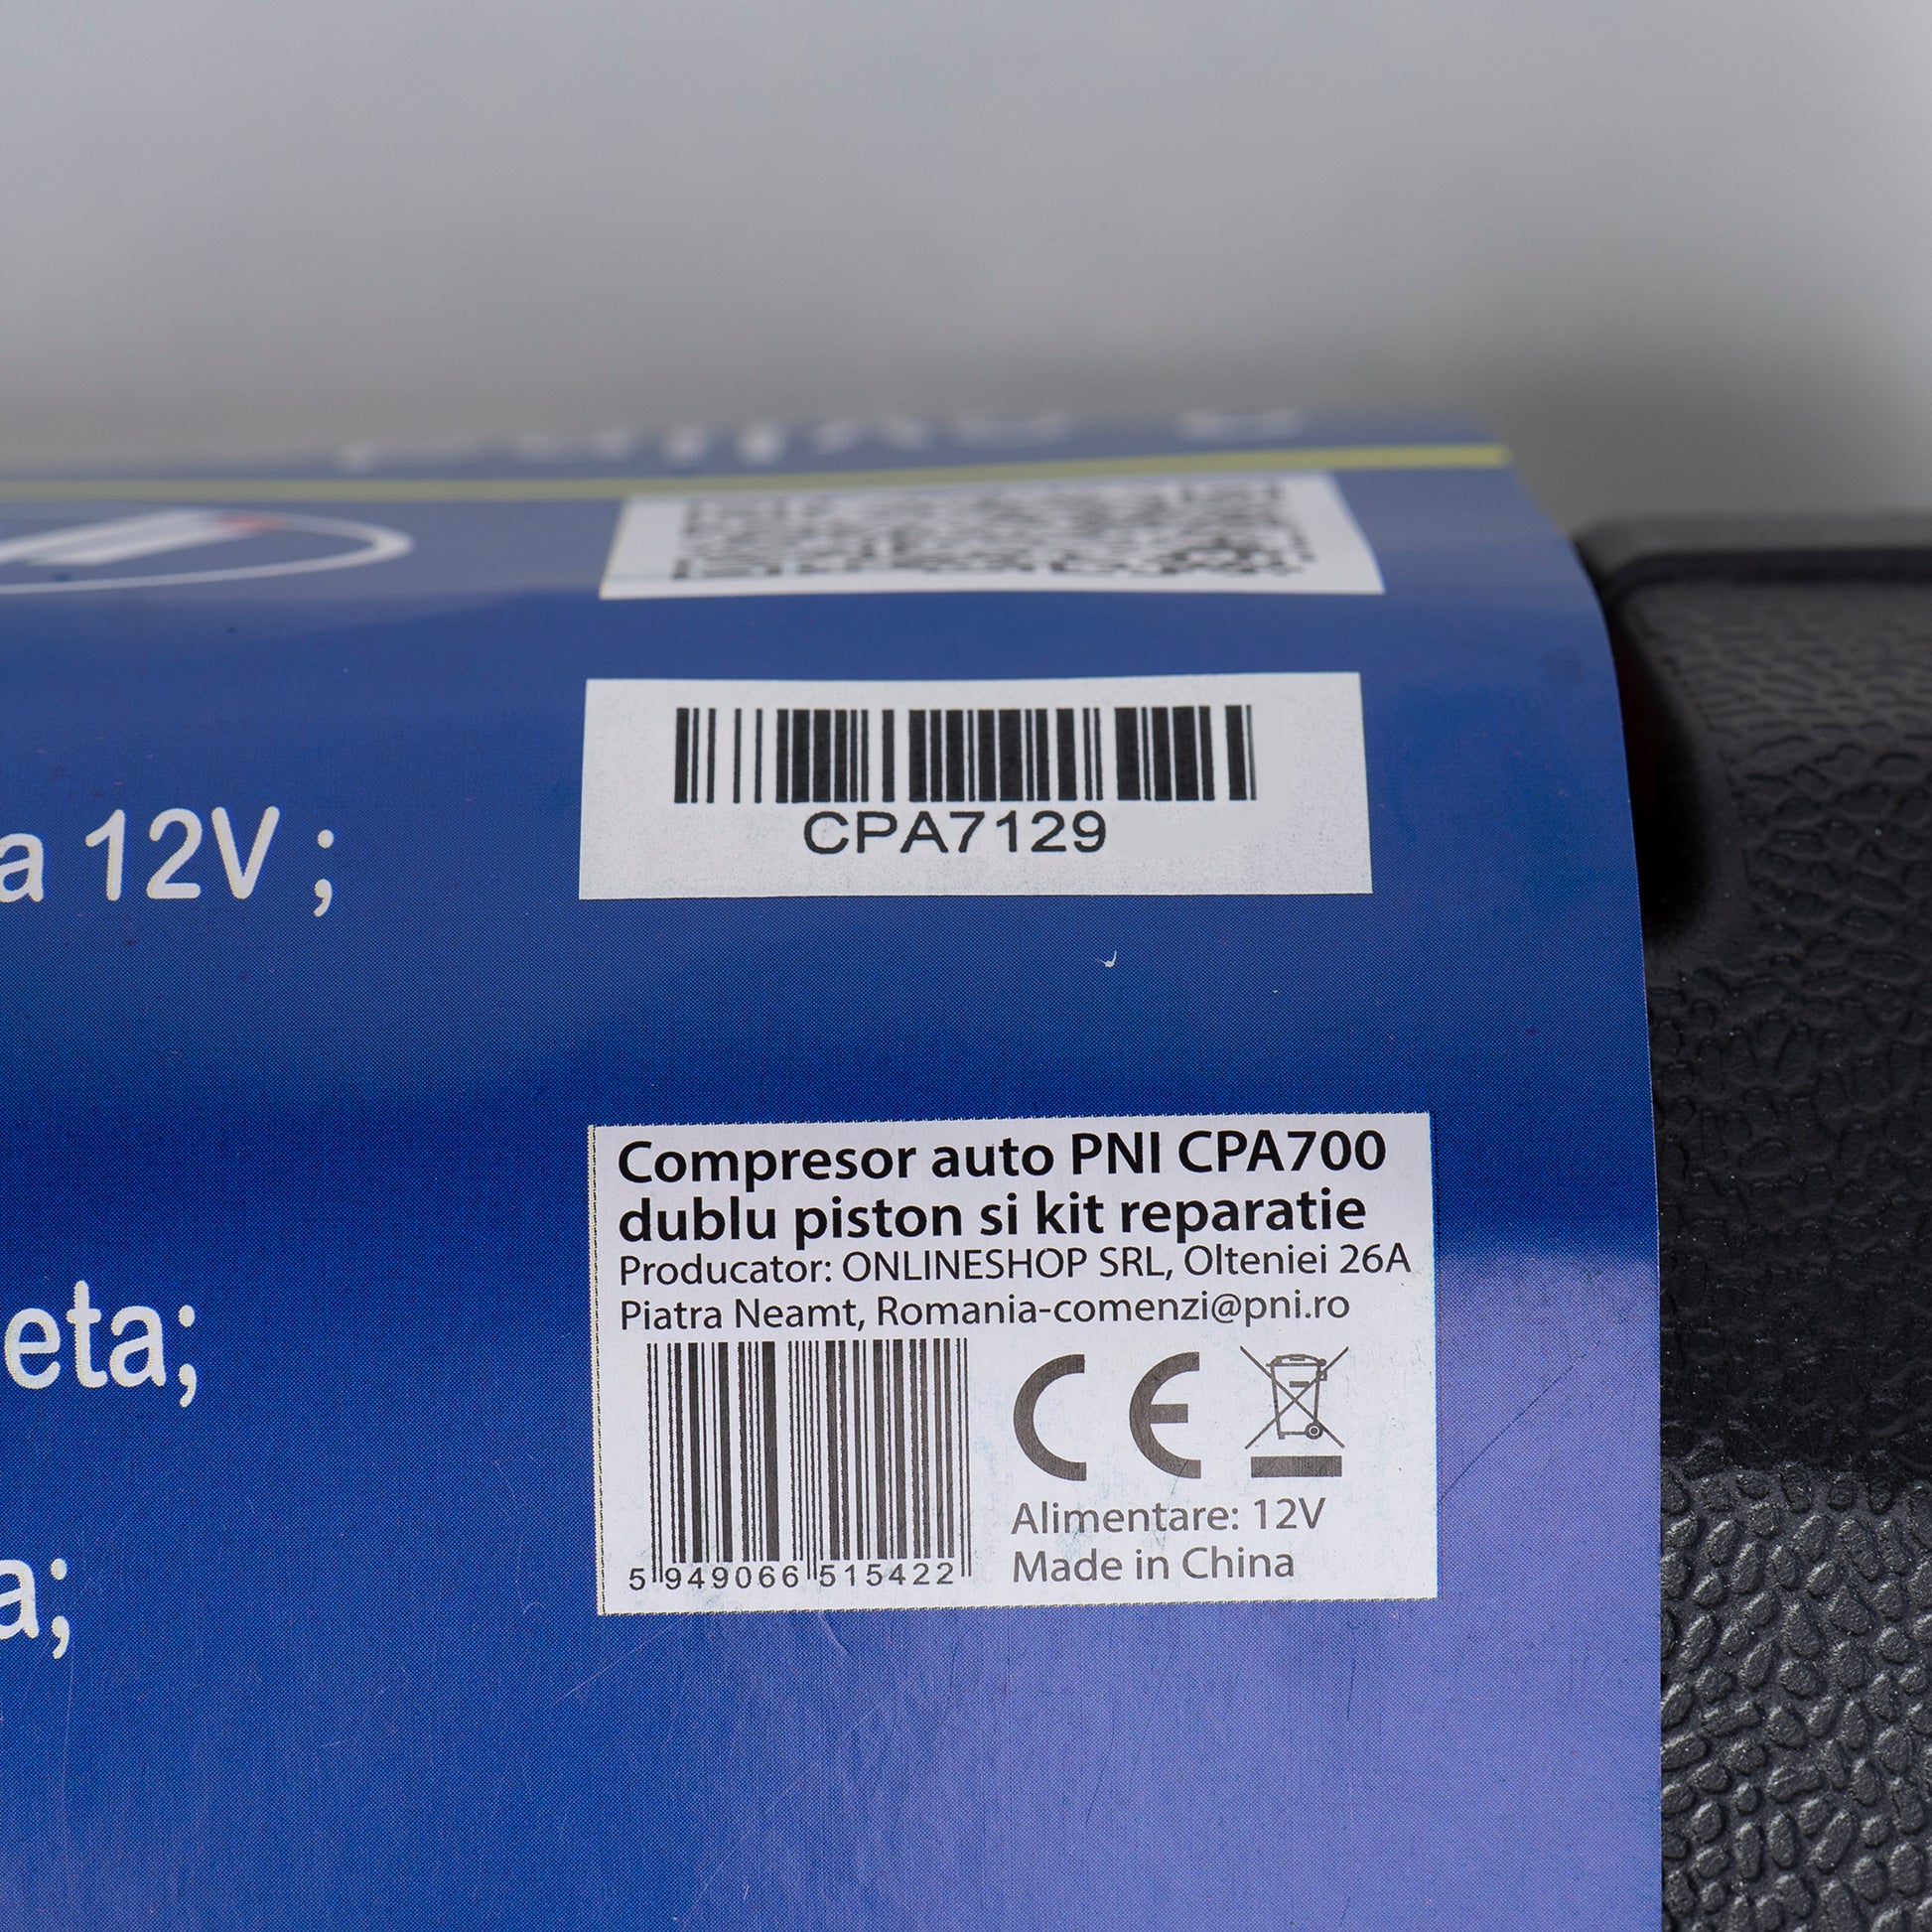 a 12V ;
CPA7129
eta;
a;
Compresor auto PNI CPA700
dublu piston si kit reparatie
Producator: ONLINESHOP SRL, Olteniei 26A
Piatra Neamt, Romania-comenzi@pni.ro
CE
5 949066 515422
Alimentare: 12V
Made in China